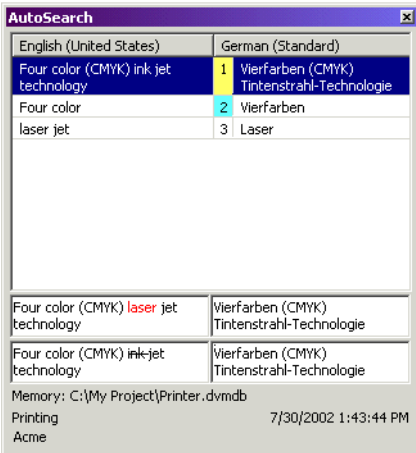 AutoSearch
English (United States) German (Standard)
Four color (CMYK) ink jet 1 Vierfarben (CMYK)
technology Tintenstrahl-Technologie
Four color 2 Vierfarben
laser jet 3 Laser
Four color (CMYK) laser jet Vierfarben (CMYK)
technology Tintenstrahl-Technologie
Four color (CMYK) ink jet Vierfarben (CMYK)
technology Tintenstrahl-Technologie
Memory: C:\My Project\Printer.dvmdb
Printing 7/30/2002 1:43:44 PM
Acme